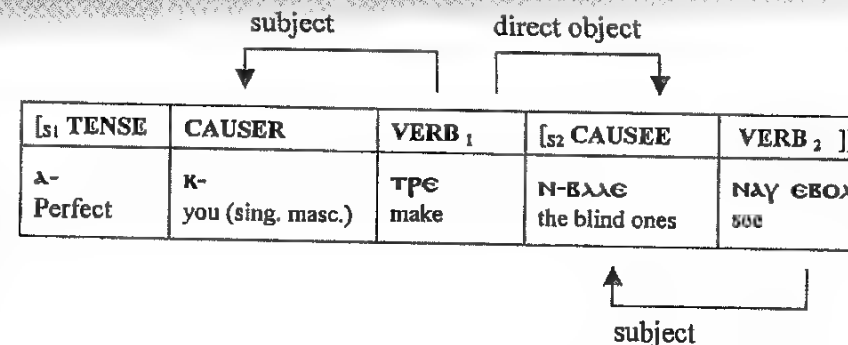 subject direct object
[s1 TENSE CAUSER VERB 1 [s2 CAUSEE VERB 2 ]]
ⲁ- ⲕ- ⲧⲣⲉ ⲛ-ⲃⲗⲗⲉ ⲛⲁⲩ ⲉⲃⲟⲗ
Perfect you (sing. masc.) make the blind ones see
subject